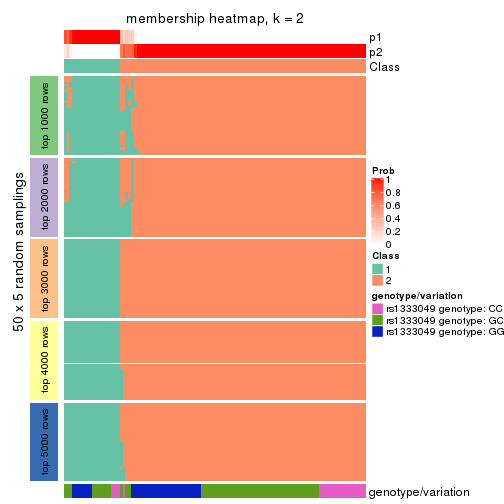 membership heatmap, k = 2
p1
p2
Class
50 x 5 random samplings
top 1000 rows
top 2000 rows
top 3000 rows
top 4000 rows
top 5000 rows
Prob
1
0.8
0.6
0.4
0.2
0
Class
1
2
genotype/variation
rs1333049 genotype: CC
rs1333049 genotype: GC
rs1333049 genotype: GG
genotype/variation